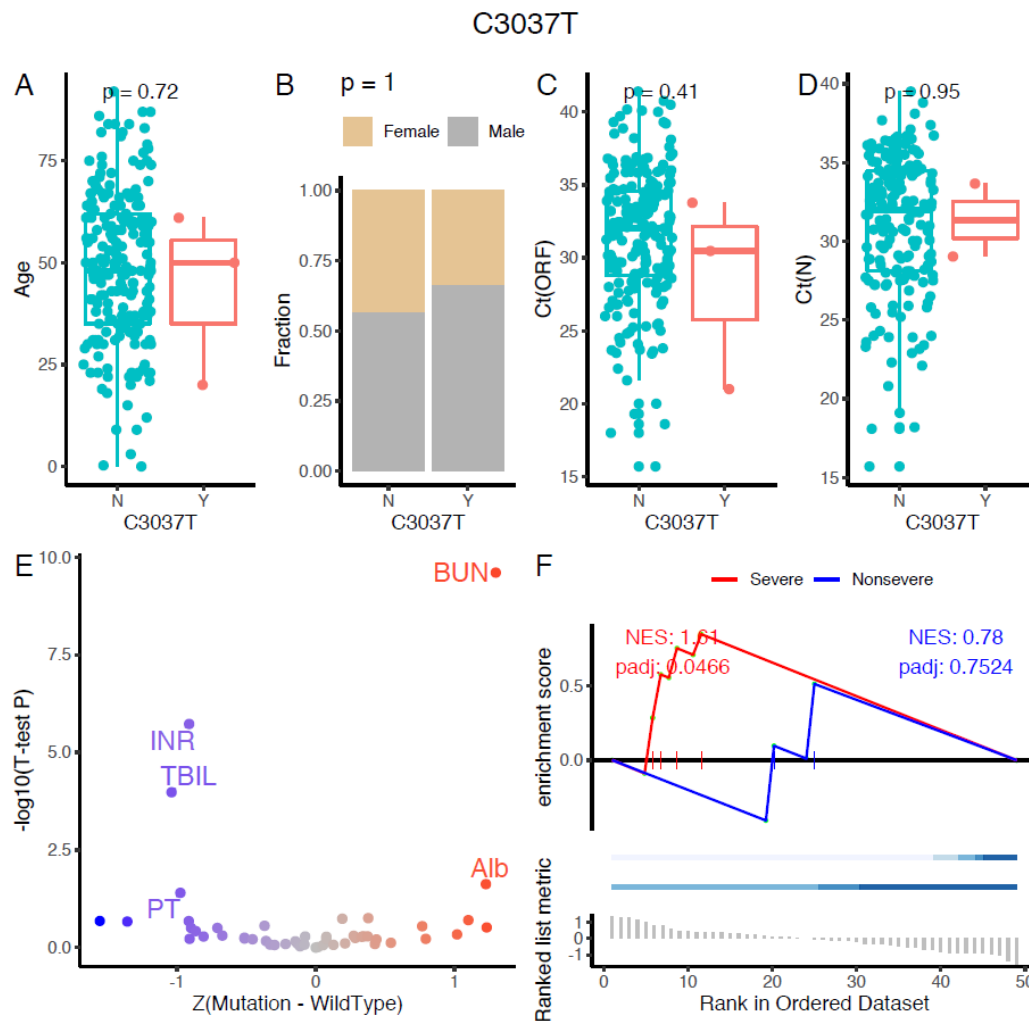 C3037T
A
p = 0.72
Age
75
50
25
0
N
Y
C3037T
B
p = 1
Female
Male
Fraction
1.00
0.75
0.50
0.25
0.00
N
Y
C3037T
C
p = 0.41
Ct(ORF)
40
35
30
25
20
15
N
Y
C3037T
D
p = 0.95
Ct(N)
40
35
30
25
20
15
N
Y
C3037T
E
-log10(T-test P)
10.0
7.5
5.0
2.5
0.0
BUN
INR
TBIL
Alb
PT
-1
0
1
Z(Mutation - WildType)
F
Severe
Nonsevere
NES: 1.61
padj: 0.0466
NES: 0.78
padj: 0.7524
enrichment score
0.5
0.0
Ranked list metric
1
0
-1
0
10
20
30
40
50
Rank in Ordered Dataset